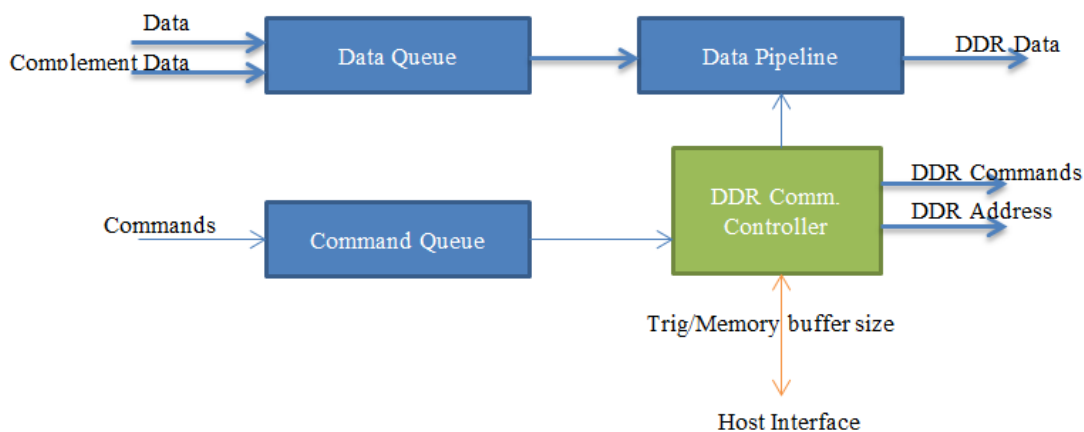 Data
Complement Data
Data Queue
Data Pipeline
DDR Data
Commands
Command Queue
DDR Comm.
Controller
DDR Commands
DDR Address
Trig/Memory buffer size
Host Interface